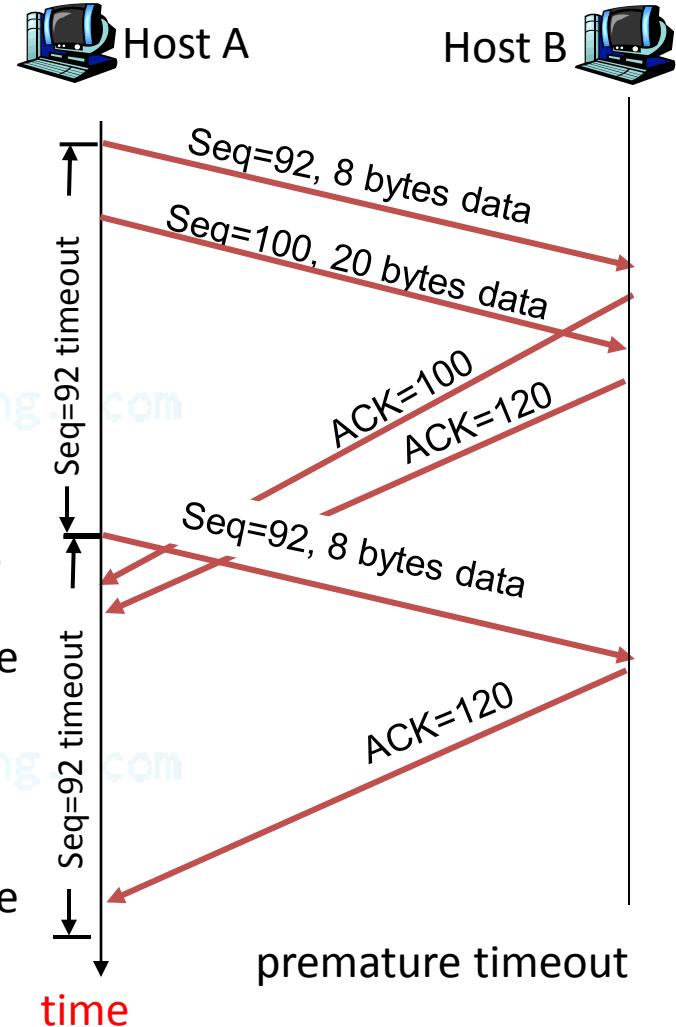 Host A
Host B
Seq=92, 8 bytes data
Seq=100, 20 bytes data
Seq=92 timeout
ACK=100
ACK=120
Seq=92, 8 bytes data
Seq=92 timeout
ACK=120
premature timeout
time